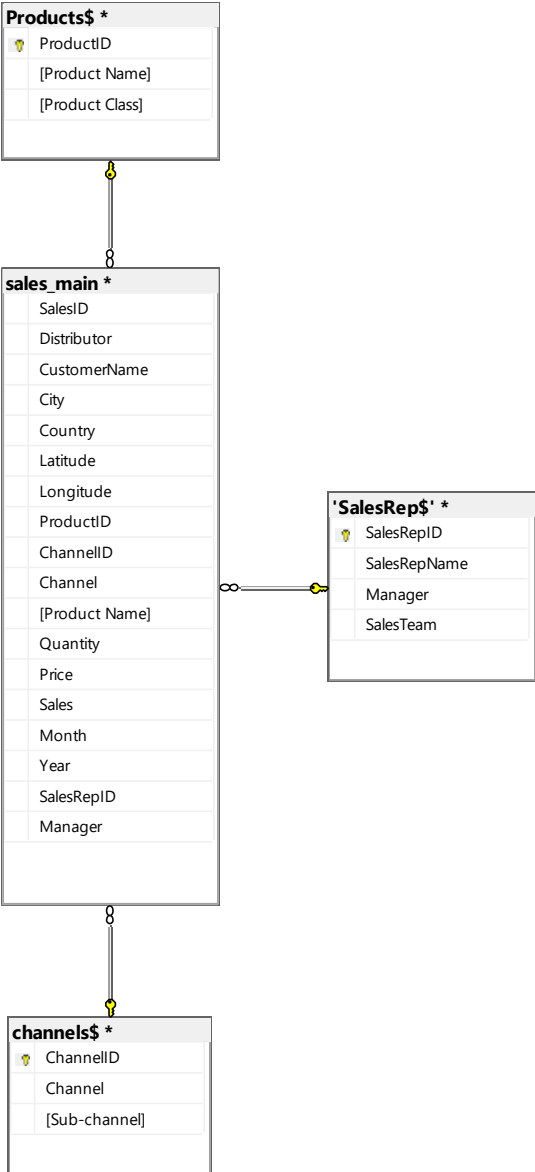 Products$ *
ProductID
[Product Name]
[Product Class]
sales_main *
SalesID
Distributor
CustomerName
City
Country
Latitude
Longitude
ProductID
ChannelID
Channel
[Product Name]
Quantity
Price
Sales
Month
Year
SalesRepID
Manager
'SalesRep$' *
SalesRepID
SalesRepName
Manager
SalesTeam
channels$ *
ChannelID
Channel
[Sub-channel]